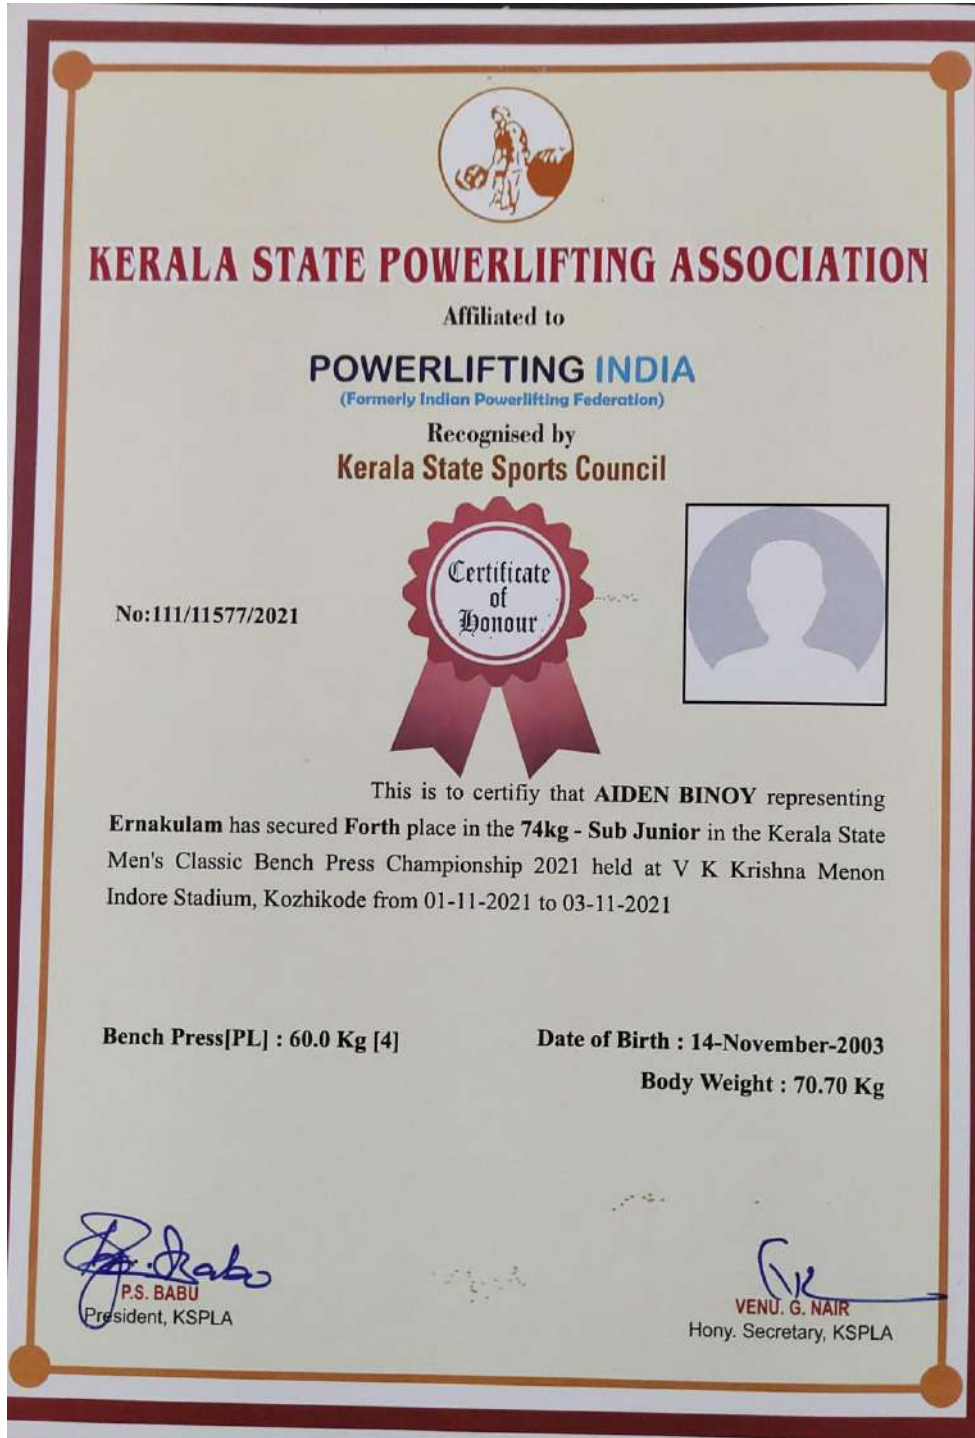 KERALA STATE POWERLIFTING ASSOCIATION
Affiliated to
POWERLIFTING INDIA
(Formerly Indian Powerlifting Federation)
Recognised by
Kerala State Sports Council
Certificate
of
Honour
No:111/11577/2021
This is to certifiy that AIDEN BINOY representing
Ernakulam has secured Forth place in the 74kg - Sub Junior in the Kerala State
Men's Classic Bench Press Championship 2021 held at V K Krishna Menon
Indore Stadium, Kozhikode from 01-11-2021 to 03-11-2021
Bench Press[PL] : 60.0 Kg [4]
Date of Birth : 14-November-2003
Body Weight : 70.70 Kg
P.S. BABU
President, KSPLA
VENU. G. NAIR
Hony. Secretary, KSPLA